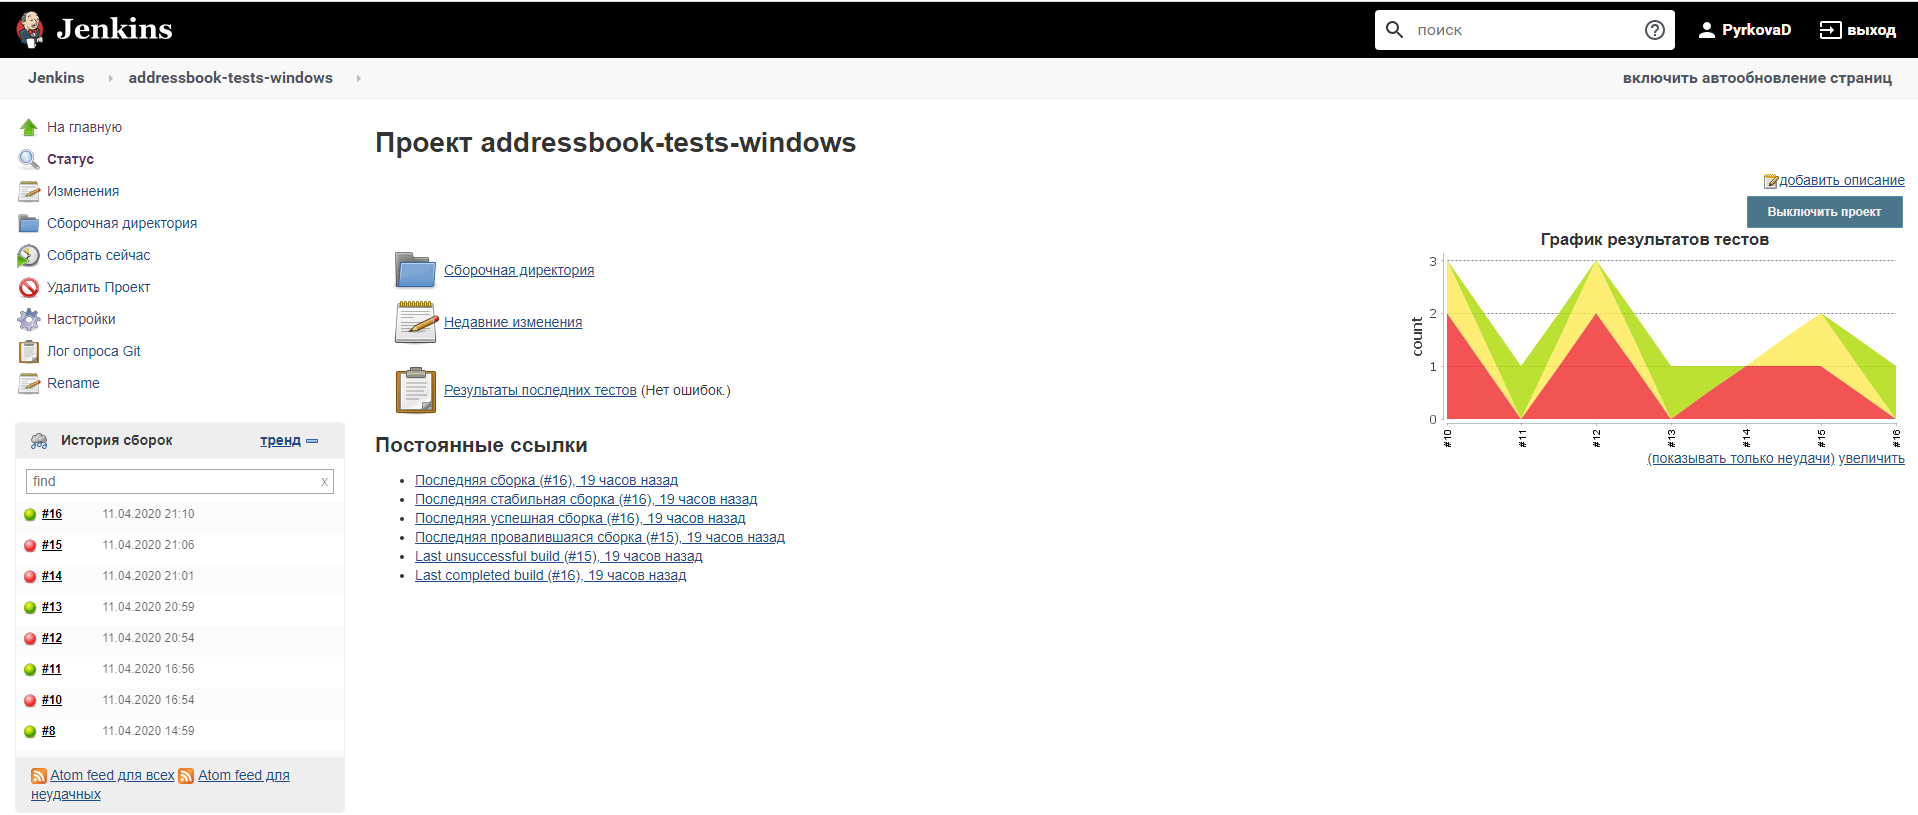 Jenkins
поиск
PyrkovaD
выход
Jenkins
addressbook-tests-windows
включить автообновление страниц
На главную
Статус
Изменения
Сборочная директория
Собрать сейчас
Удалить Проект
Настройки
Лог опроса Git
Rename
История сборок
тренд
find
x
#16 11.04.2020 21:10
#15 11.04.2020 21:06
#14 11.04.2020 21:01
#13 11.04.2020 20:59
#12 11.04.2020 20:54
#11 11.04.2020 16:56
#10 11.04.2020 16:54
#8 11.04.2020 14:59
Atom feed для всех Atom feed для
неудачных
Проект addressbook-tests-windows
добавить описание
Выключить проект
Сборочная директория
Недавние изменения
Результаты последних тестов (Нет ошибок.)
Постоянные ссылки
Последняя сборка (#16), 19 часов назад
Последняя стабильная сборка (#16), 19 часов назад
Последняя успешная сборка (#16), 19 часов назад
Последняя провалившаяся сборка (#15), 19 часов назад
Last unsuccessful build (#15), 19 часов назад
Last completed build (#16), 19 часов назад
График результатов тестов
count
3
2
1
0
#10
#11
#12
#13
#14
#15
#16
(показывать только неудачи) увеличить